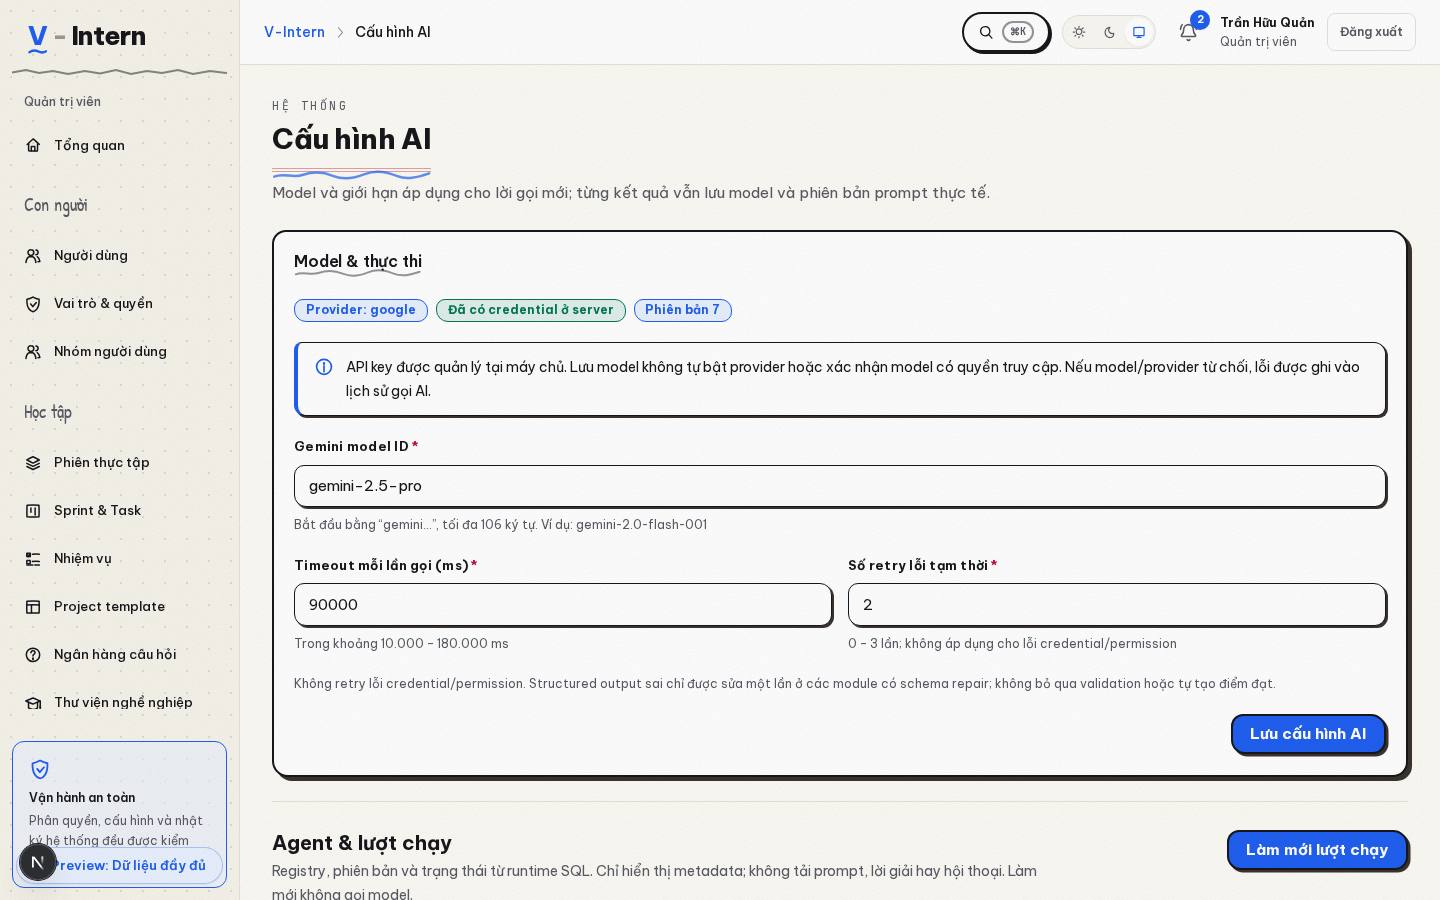 V - Intern
Quản trị viên
Tổng quan
Con người
Người dùng
Vai trò & quyền
Nhóm người dùng
Học tập
Phiên thực tập
Sprint & Task
Nhiệm vụ
Project template
Ngân hàng câu hỏi
Thư viện nghề nghiệp
Vận hành an toàn
Phân quyền, cấu hình và nhật
ký hệ thống đều được kiểm
N
Preview: Dữ liệu đầy đủ
V-Intern
Cấu hình AI
⌘K
2
Trần Hữu Quản
Quản trị viên
Đăng xuất
HỆ THỐNG
Cấu hình AI
Model và giới hạn áp dụng cho lời gọi mới; từng kết quả vẫn lưu model và phiên bản prompt thực tế.
Model & thực thi
Provider: google
Đã có credential ở server
Phiên bản 7
API key được quản lý tại máy chủ. Lưu model không tự bật provider hoặc xác nhận model có quyền truy cập. Nếu model/provider từ chối, lỗi được ghi vào
lịch sử gọi AI.
Gemini model ID *
gemini-2.5-pro
Bắt đầu bằng “gemini...”, tối đa 106 ký tự. Ví dụ: gemini-2.0-flash-001
Timeout mỗi lần gọi (ms) *
90000
Trong khoảng 10.000 – 180.000 ms
Số retry lỗi tạm thời *
2
0 – 3 lần; không áp dụng cho lỗi credential/permission
Không retry lỗi credential/permission. Structured output sai chỉ được sửa một lần ở các module có schema repair; không bỏ qua validation hoặc tự tạo điểm đạt.
Lưu cấu hình AI
Agent & lượt chạy
Làm mới lượt chạy
Registry, phiên bản và trạng thái từ runtime SQL. Chỉ hiển thị metadata; không tải prompt, lời giải hay hội thoại. Làm
mới không gọi model.